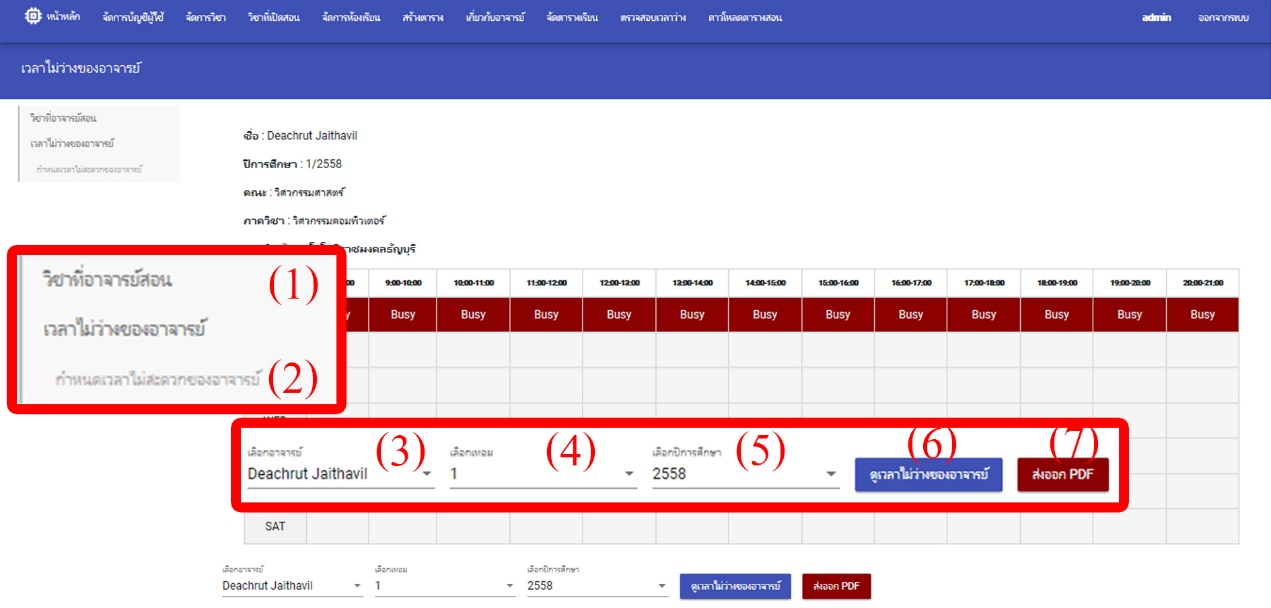 หน้าหลัก จัดการบัญชีผู้ใช้ จัดการวิชา วิชาที่เปิดสอน จัดการห้องเรียน สร้างตาราง เกี่ยวกับอาจารย์ จัดตารางเรียน ตรวจสอบเวลาว่าง ดาวโหลดตารางสอน admin ออกจากระบบ
เวลาไม่ว่างของอาจารย์
วิชาที่อาจารย์สอน
เวลาไม่ว่างของอาจารย์
กำหนดเวลาไม่สะดวกของอาจารย์
ชื่อ : Deachrut Jaithavil
ปีการศึกษา : 1/2558
คณะ : วิศวกรรมศาสตร์
ภาควิชา : วิศวกรรมคอมพิวเตอร์
ราชมงคลธัญบุรี
วิชาที่อาจารย์สอน (1)
เวลาไม่ว่างของอาจารย์
กำหนดเวลาไม่สะดวกของอาจารย์ (2)
9:00-10:00 10:00-11:00 11:00-12:00 12:00-13:00 13:00-14:00 14:00-15:00 15:00-16:00 16:00-17:00 17:00-18:00 18:00-19:00 19:00-20:00 20:00-21:00
Busy Busy Busy Busy Busy Busy Busy Busy Busy Busy Busy Busy
เลือกอาจารย์ (3) เลือกเทอม (4) เลือกปีการศึกษา (5) (6) (7)
Deachrut Jaithavil 1 2558 ดูเวลาไม่ว่างของอาจารย์ ส่งออก PDF
SAT
เลือกอาจารย์ เลือกเทอม เลือกปีการศึกษา
Deachrut Jaithavil 1 2558 ดูเวลาไม่ว่างของอาจารย์ ส่งออก PDF